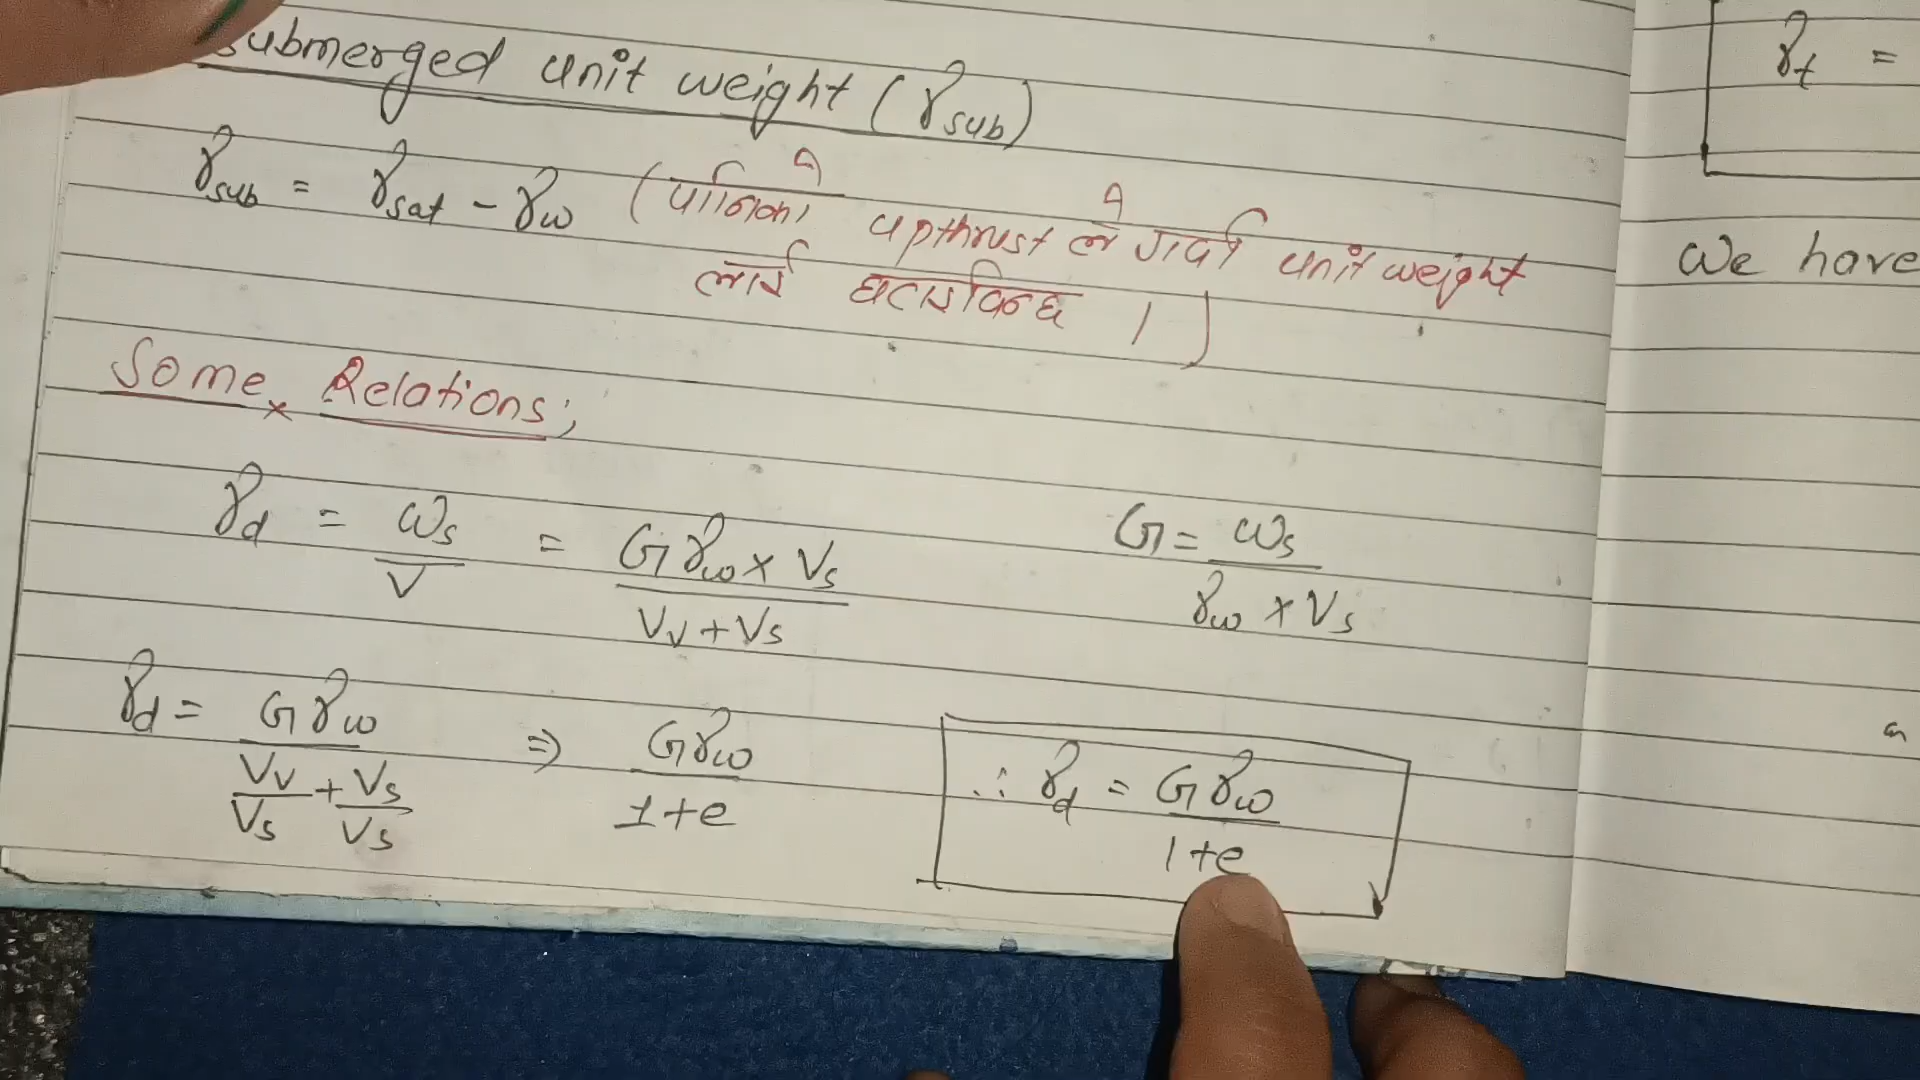 submerged unit weight (γsub)
γsub = γsat - γw (पानीको upthrust ले गर्दा unit weight
लाई घटाईदिन्छ । )
Some Relations;
γd = Ws/V = Gγw × Vs / Vv + Vs
G = Ws / γw × Vs
γd = Gγw / Vv/Vs + Vs/Vs ⇒ Gγw / 1+e
∴ γd = Gγw / 1+e
γt =
We have